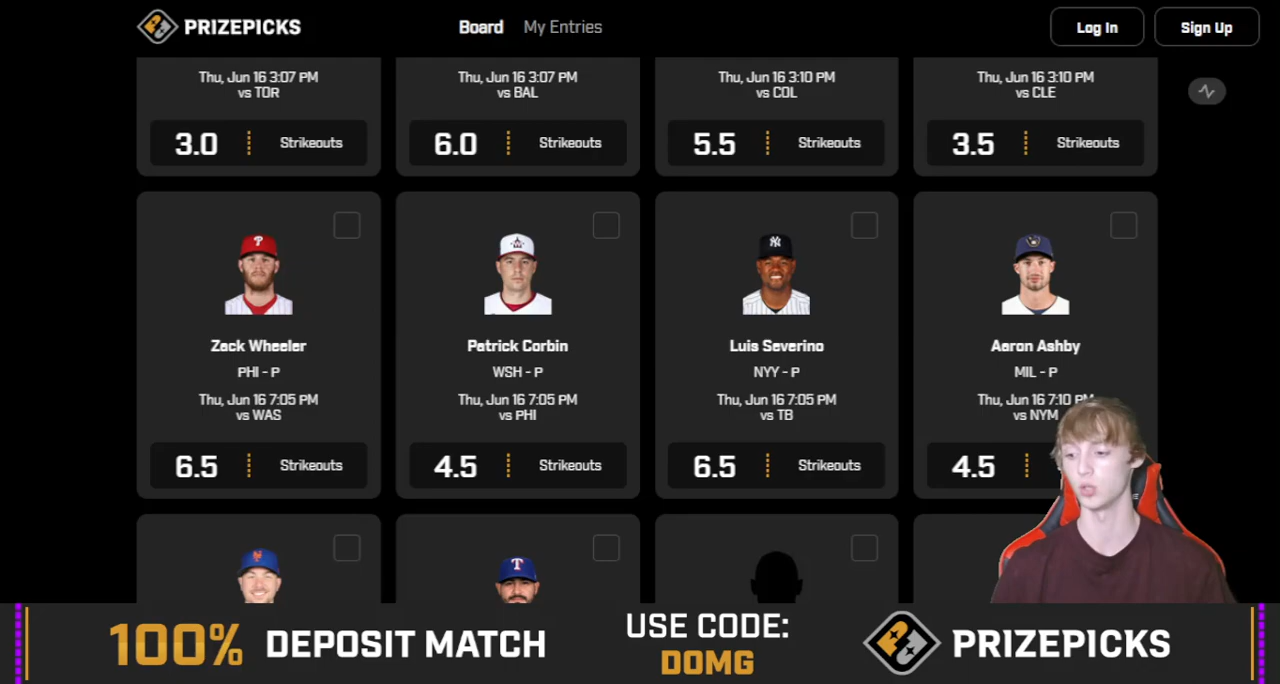 PRIZEPICKS
Board My Entries
Log In
Sign Up
Thu, Jun 16 3:07 PM
vs TOR
3.0 Strikeouts
Thu, Jun 16 3:07 PM
vs BAL
6.0 Strikeouts
Thu, Jun 16 3:10 PM
vs COL
5.5 Strikeouts
Thu, Jun 16 3:10 PM
vs CLE
3.5 Strikeouts
Zack Wheeler
PHI - P
Thu, Jun 16 7:05 PM
vs WAS
6.5 Strikeouts
Patrick Corbin
WSH - P
Thu, Jun 16 7:05 PM
vs PHI
4.5 Strikeouts
Luis Severino
NYY - P
Thu, Jun 16 7:05 PM
vs TB
6.5 Strikeouts
Aaron Ashby
MIL - P
Thu, Jun 16 7:10 PM
vs NYM
4.5
100% DEPOSIT MATCH
USE CODE:
DOMG
PRIZEPICKS